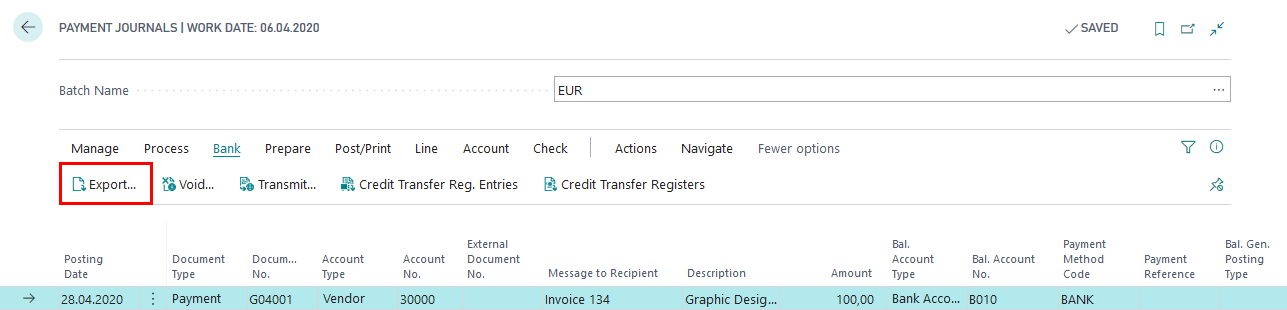 PAYMENT JOURNALS | WORK DATE: 06.04.2020
SAVED
Batch Name
EUR
Manage Process Bank Prepare Post/Print Line Account Check Actions Navigate Fewer options
Export... Void... Transmit... Credit Transfer Reg. Entries Credit Transfer Registers
Posting Date
Document Type
Docum... No.
Account Type
Account No.
External Document No.
Message to Recipient
Description
Amount
Bal. Account Type
Bal. Account No.
Payment Method Code
Payment Reference
Bal. Gen. Posting Type
28.04.2020 Payment G04001 Vendor 30000 Invoice 134 Graphic Desig... 100,00 Bank Acco... B010 BANK